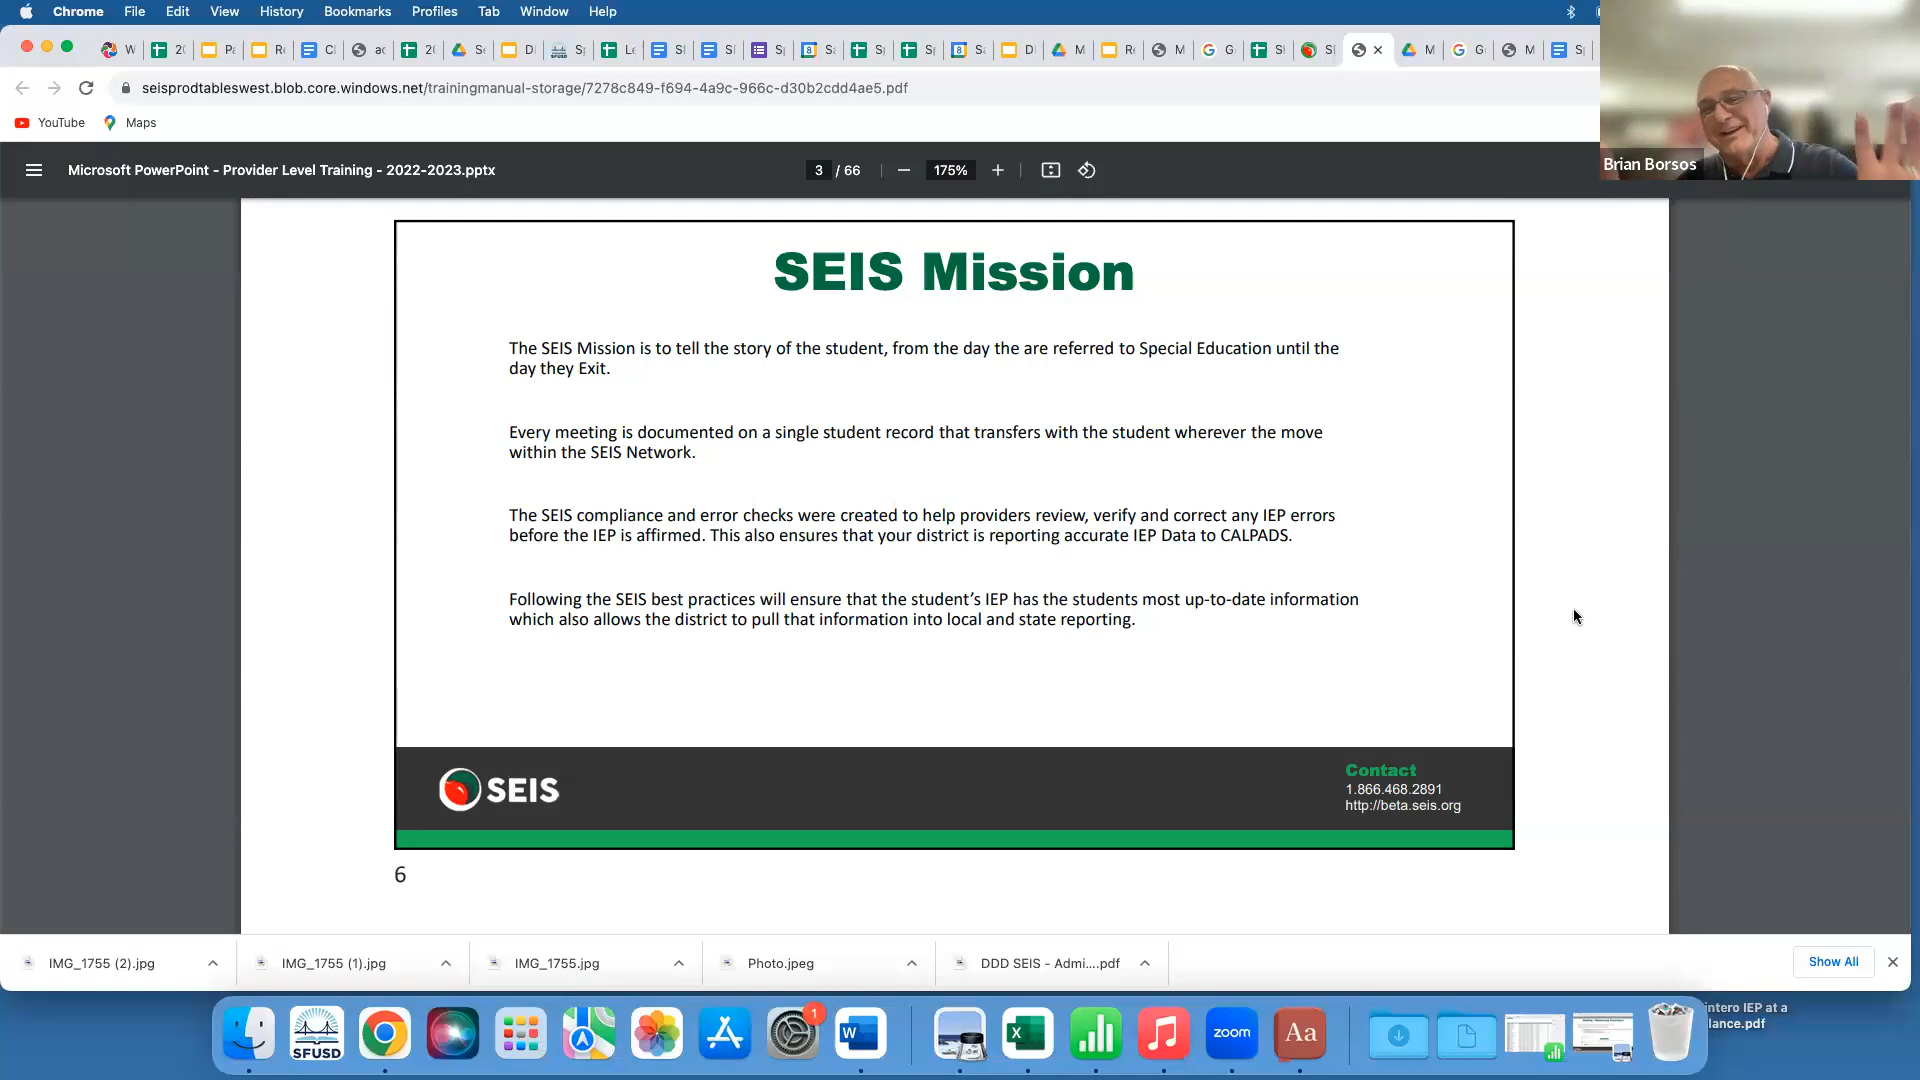 Chrome File Edit View History Bookmarks Profiles Tab Window Help
seisprodtableswest.blob.core.windows.net/trainingmanual-storage/7278c849-f694-4a9c-966c-d30b2cdd4ae5.pdf
YouTube Maps
Microsoft PowerPoint - Provider Level Training - 2022-2023.pptx 3 / 66 175%
Brian Borsos
SEIS Mission
The SEIS Mission is to tell the story of the student, from the day the are referred to Special Education until the
day they Exit.
Every meeting is documented on a single student record that transfers with the student wherever the move
within the SEIS Network.
The SEIS compliance and error checks were created to help providers review, verify and correct any IEP errors
before the IEP is affirmed. This also ensures that your district is reporting accurate IEP Data to CALPADS.
Following the SEIS best practices will ensure that the student's IEP has the students most up-to-date information
which also allows the district to pull that information into local and state reporting.
SEIS
Contact
1.866.468.2891
http://beta.seis.org
6
IMG_1755 (2).jpg IMG_1755 (1).jpg IMG_1755.jpg Photo.jpeg DDD SEIS - Admi....pdf Show All
SFUSD 1 W X zoom Aa
intero IEP at a
lance.pdf